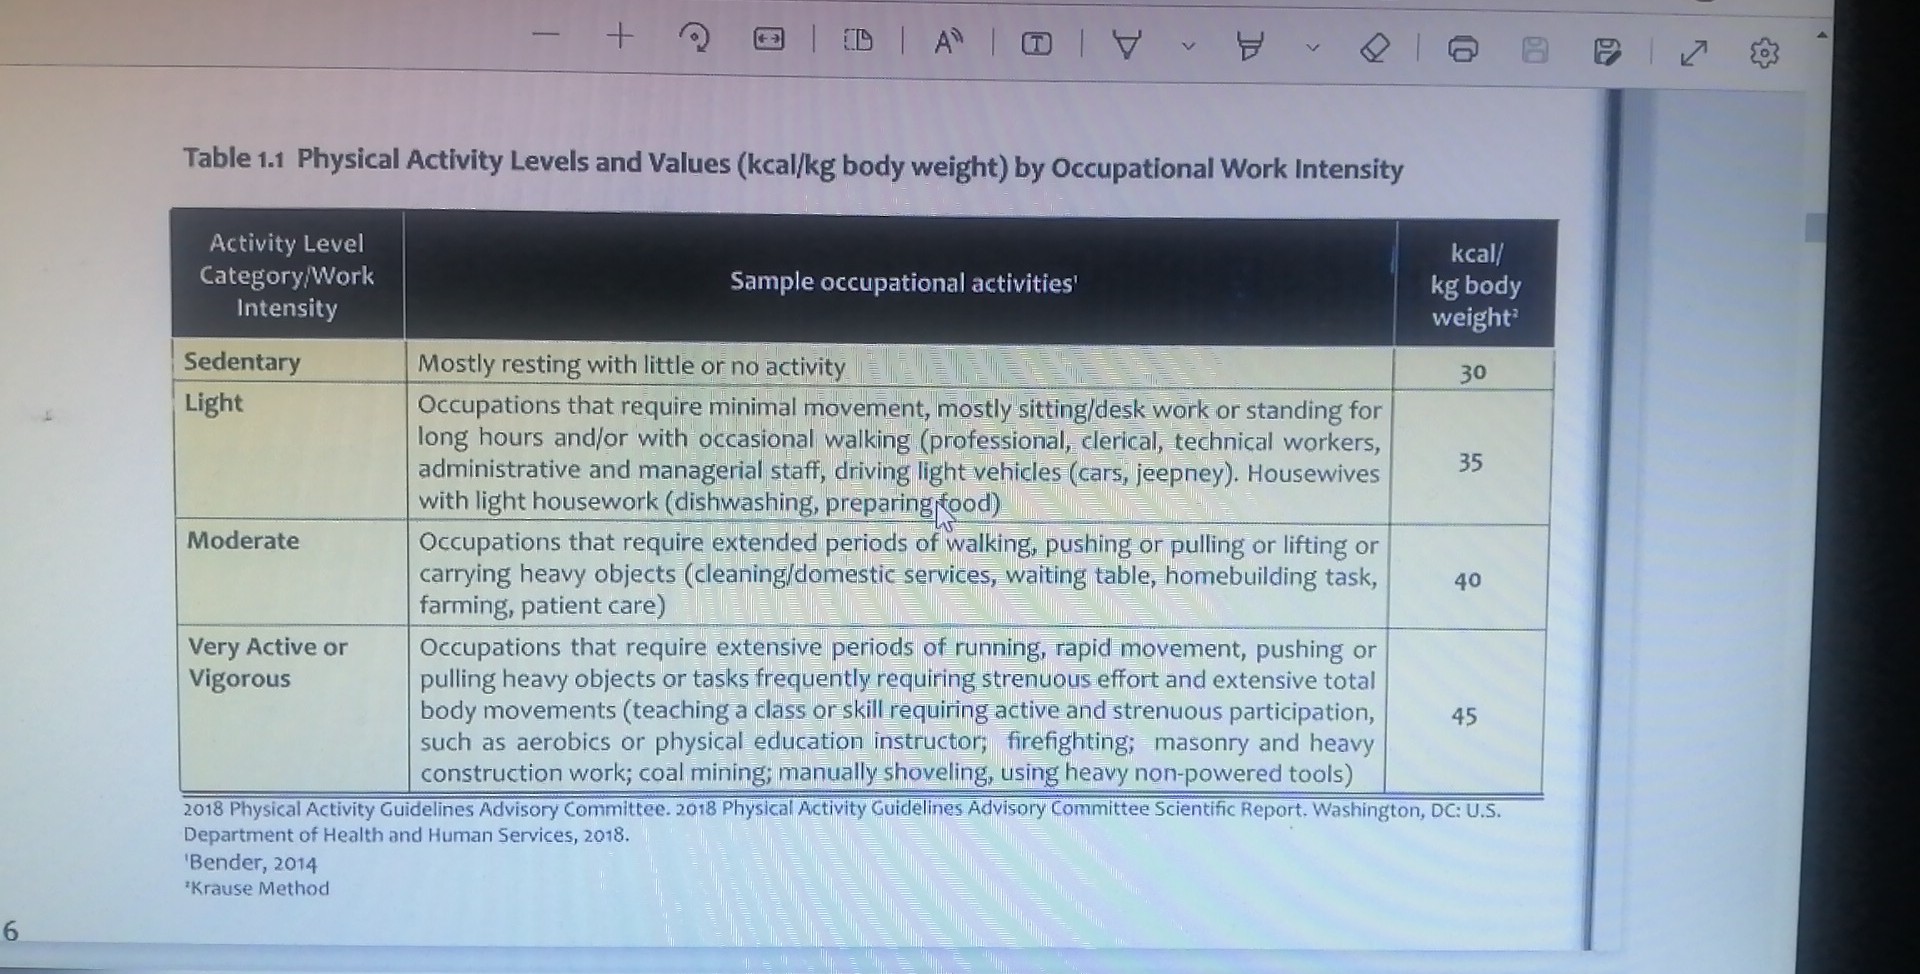 Table 1.1 Physical Activity Levels and Values (kcal/kg body weight) by Occupational Work Intensity
Activity Level
Category/Work
Intensity
Sample occupational activities¹
kcal/
kg body
weight²
Sedentary
Mostly resting with little or no activity
30
Light
Occupations that require minimal movement, mostly sitting/desk work or standing for
long hours and/or with occasional walking (professional, clerical, technical workers,
administrative and managerial staff, driving light vehicles (cars, jeepney). Housewives
with light housework (dishwashing, preparing food)
35
Moderate
Occupations that require extended periods of walking, pushing or pulling or lifting or
carrying heavy objects (cleaning/domestic services, waiting table, homebuilding task,
farming, patient care)
40
Very Active or
Vigorous
Occupations that require extensive periods of running, rapid movement, pushing or
pulling heavy objects or tasks frequently requiring strenuous effort and extensive total
body movements (teaching a class or skill requiring active and strenuous participation,
such as aerobics or physical education instructor; firefighting; masonry and heavy
construction work; coal mining; manually shoveling, using heavy non-powered tools)
45
2018 Physical Activity Guidelines Advisory Committee. 2018 Physical Activity Guidelines Advisory Committee Scientific Report. Washington, DC: U.S.
Department of Health and Human Services, 2018.
¹Bender, 2014
²Krause Method
6